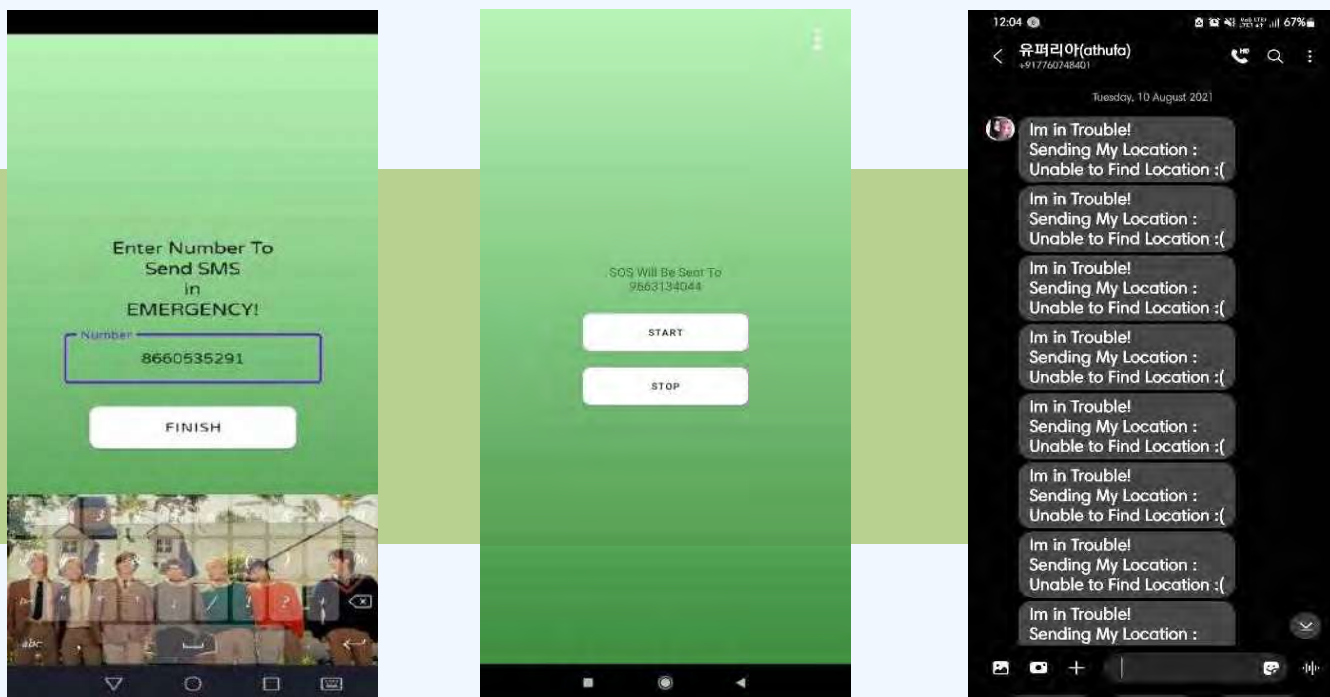 Enter Number To
Send SMS
in
EMERGENCY!
Number
8660535291
FINISH
abc
SOS Will Be Sent To
9663134044
START
STOP
12:04
67%
유퍼리아(athufa)
+917760748401
Tuesday, 10 August 2021
Im in Trouble!
Sending My Location :
Unable to Find Location :(
Im in Trouble!
Sending My Location :
Unable to Find Location :(
Im in Trouble!
Sending My Location :
Unable to Find Location :(
Im in Trouble!
Sending My Location :
Unable to Find Location :(
Im in Trouble!
Sending My Location :
Unable to Find Location :(
Im in Trouble!
Sending My Location :
Unable to Find Location :(
Im in Trouble!
Sending My Location :
Unable to Find Location :(
Im in Trouble!
Sending My Location :